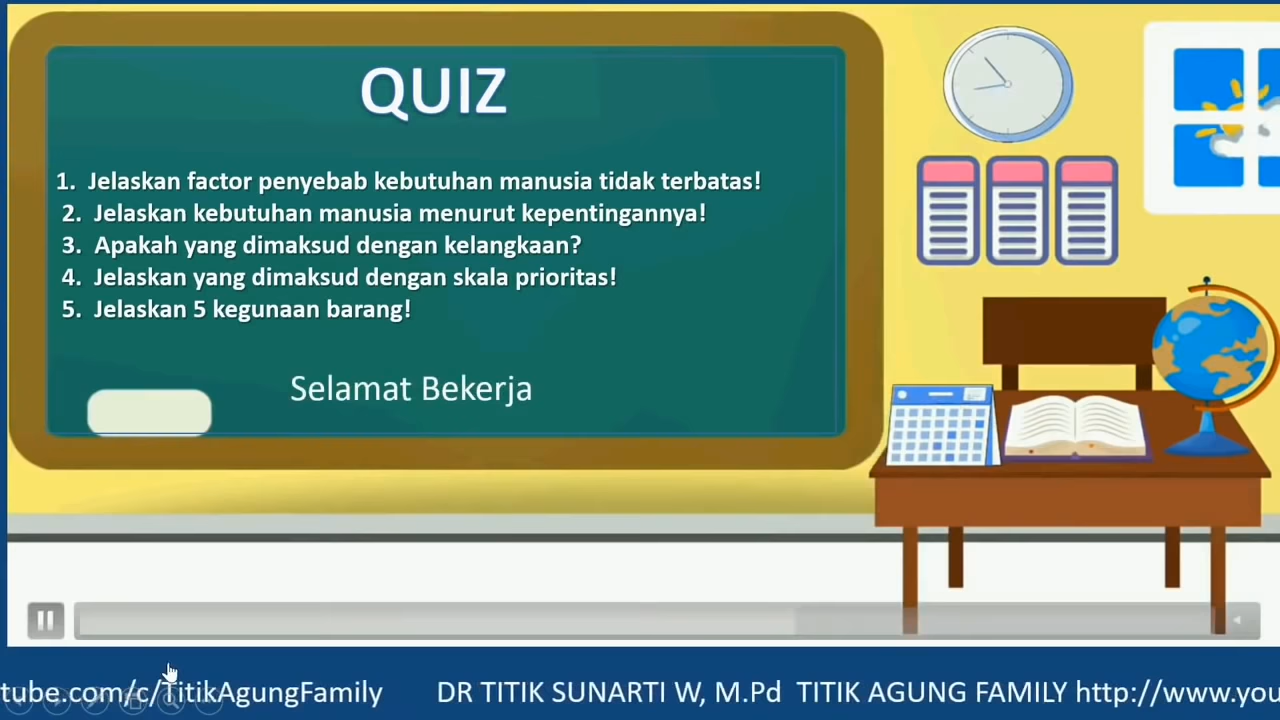 QUIZ
1. Jelaskan factor penyebab kebutuhan manusia tidak terbatas!
2. Jelaskan kebutuhan manusia menurut kepentingannya!
3. Apakah yang dimaksud dengan kelangkaan?
4. Jelaskan yang dimaksud dengan skala prioritas!
5. Jelaskan 5 kegunaan barang!
Selamat Bekerja
tube.com/c/TitikAgungFamily DR TITIK SUNARTI W, M.Pd TITIK AGUNG FAMILY http://www.you